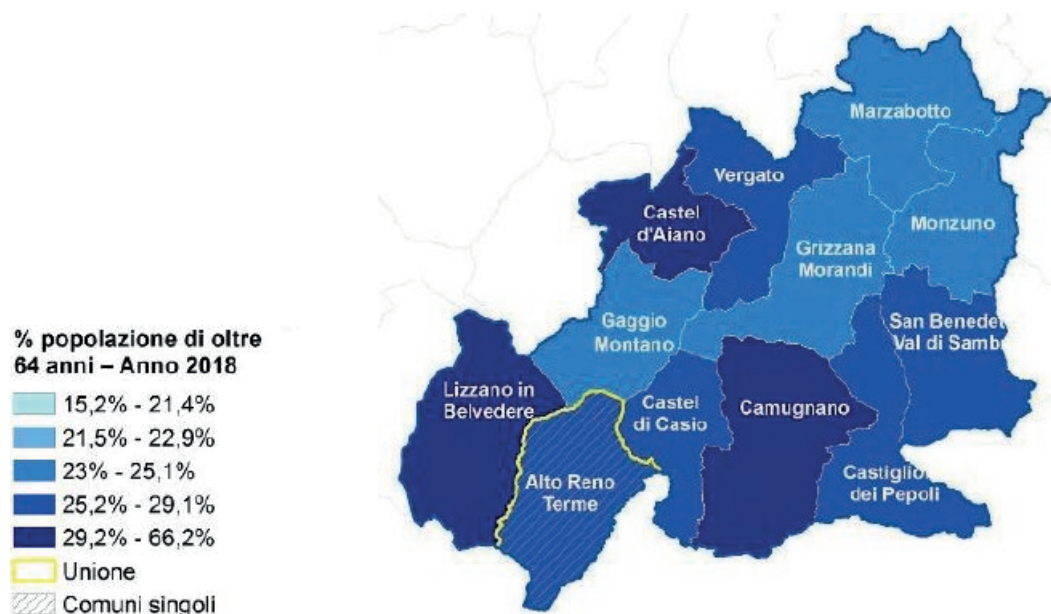 Marzabotto
Vergato
Castel
d'Aiano
Monzuno
Grizzana
Morandi
Gaggio
Montano
San Benedet
Val di Samb
Lizzano in
Belvedere
Castel
di Casio
Camugnano
Alto Reno
Terme
Castiglio
dei Pepoli
% popolazione di oltre
64 anni – Anno 2018
15,2% - 21,4%
21,5% - 22,9%
23% - 25,1%
25,2% - 29,1%
29,2% - 66,2%
Unione
Comuni singoli